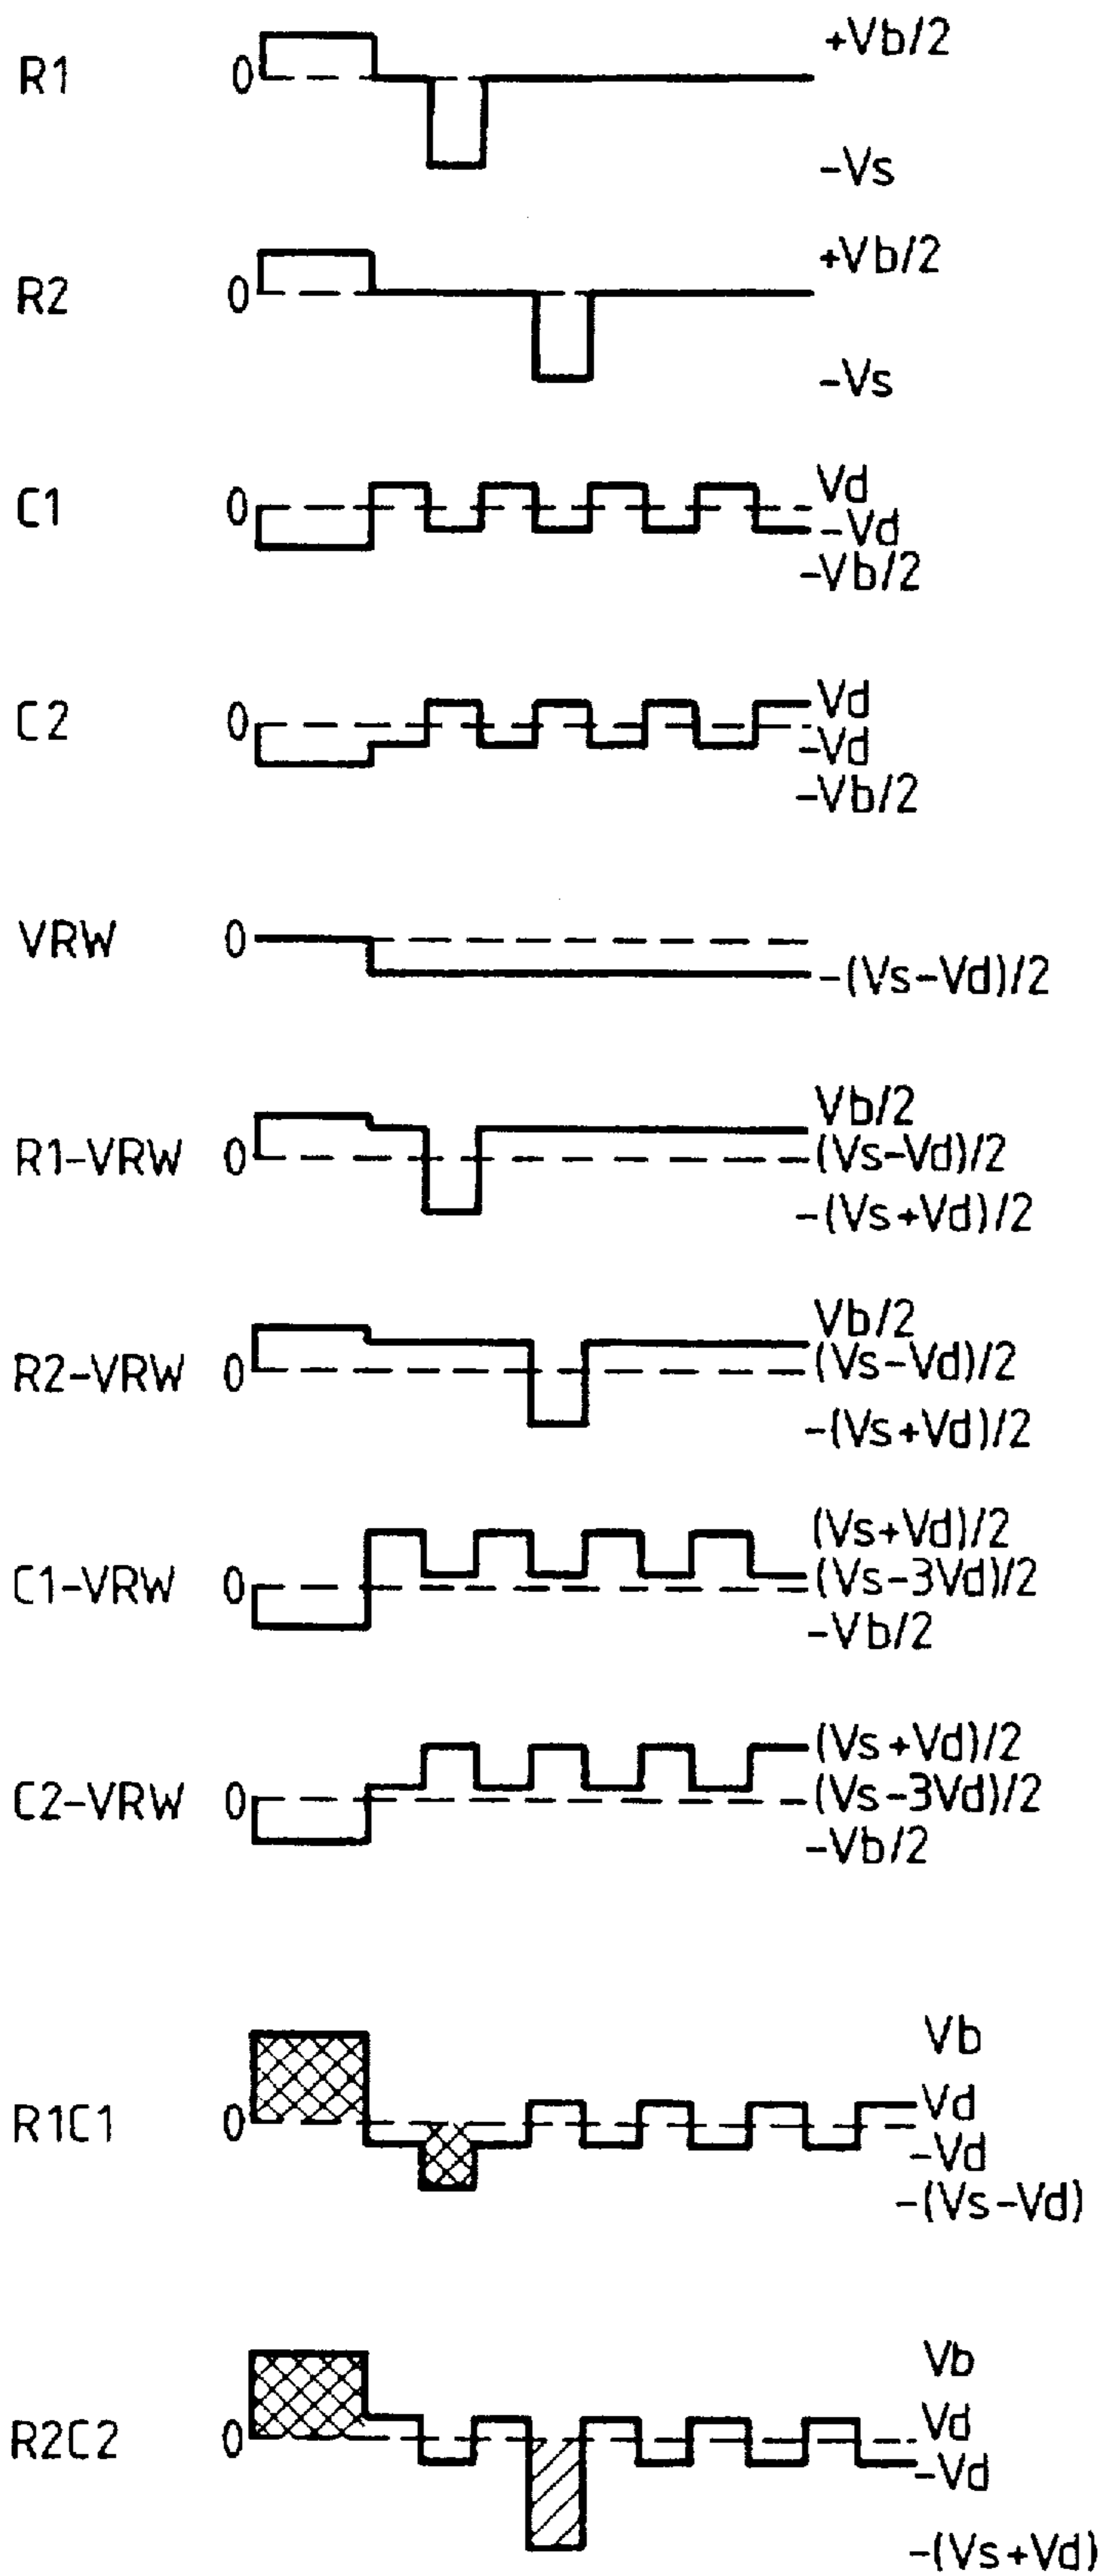 R1 0 +Vb/2
-Vs
R2 0 +Vb/2
-Vs
C1 0 Vd
-Vd
-Vb/2
C2 0 Vd
-Vd
-Vb/2
VRW 0
-(Vs-Vd)/2
Vb/2
R1-VRW 0 (Vs-Vd)/2
-(Vs+Vd)/2
Vb/2
R2-VRW 0 (Vs-Vd)/2
-(Vs+Vd)/2
(Vs+Vd)/2
C1-VRW 0 (Vs-3Vd)/2
-Vb/2
(Vs+Vd)/2
C2-VRW 0 (Vs-3Vd)/2
-Vb/2
Vb
R1C1 0 Vd
-Vd
-(Vs-Vd)
Vb
R2C2 0 Vd
-Vd
-(Vs+Vd)